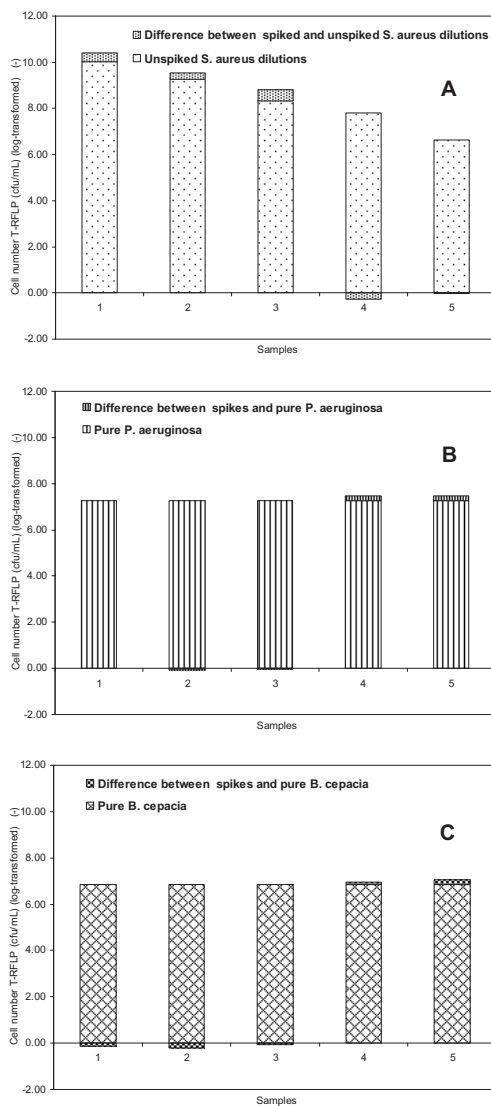 Difference between spiked and unspiked S. aureus dilutions
Unspiked S. aureus dilutions
A
Cell number T-RFLP (cfu/mL) (log-transformed) (-)
12.00
10.00
8.00
6.00
4.00
2.00
0.00
-2.00
1 2 3 4 5
Samples
Difference between spikes and pure P. aeruginosa
Pure P. aeruginosa
B
Cell number T-RFLP (cfu/mL) (log-transformed) (-)
12.00
10.00
8.00
6.00
4.00
2.00
0.00
-2.00
1 2 3 4 5
Samples
Difference between spikes and pure B. cepacia
Pure B. cepacia
C
Cell number T-RFLP (cfu/mL) (log-transformed) (-)
12.00
10.00
8.00
6.00
4.00
2.00
0.00
-2.00
1 2 3 4 5
Samples